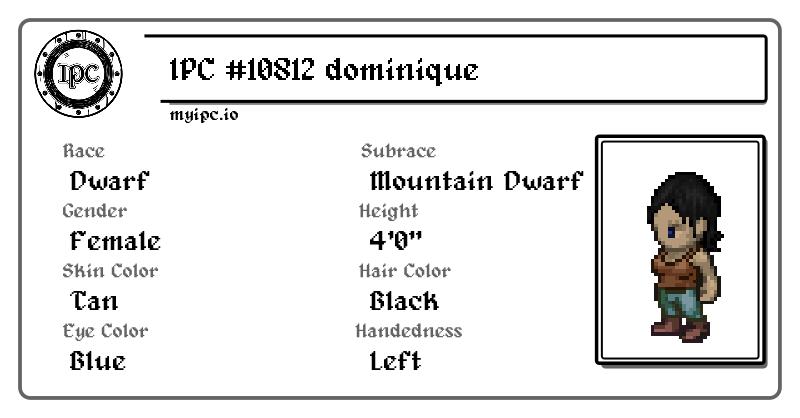 IPC
IPC #10812 dominique
myipc.io
Race
Subrace
Dwarf
Mountain Dwarf
Gender
Height
Female
4'0"
Skin Color
Hair Color
Tan
Black
Eye Color
Handedness
Blue
Left